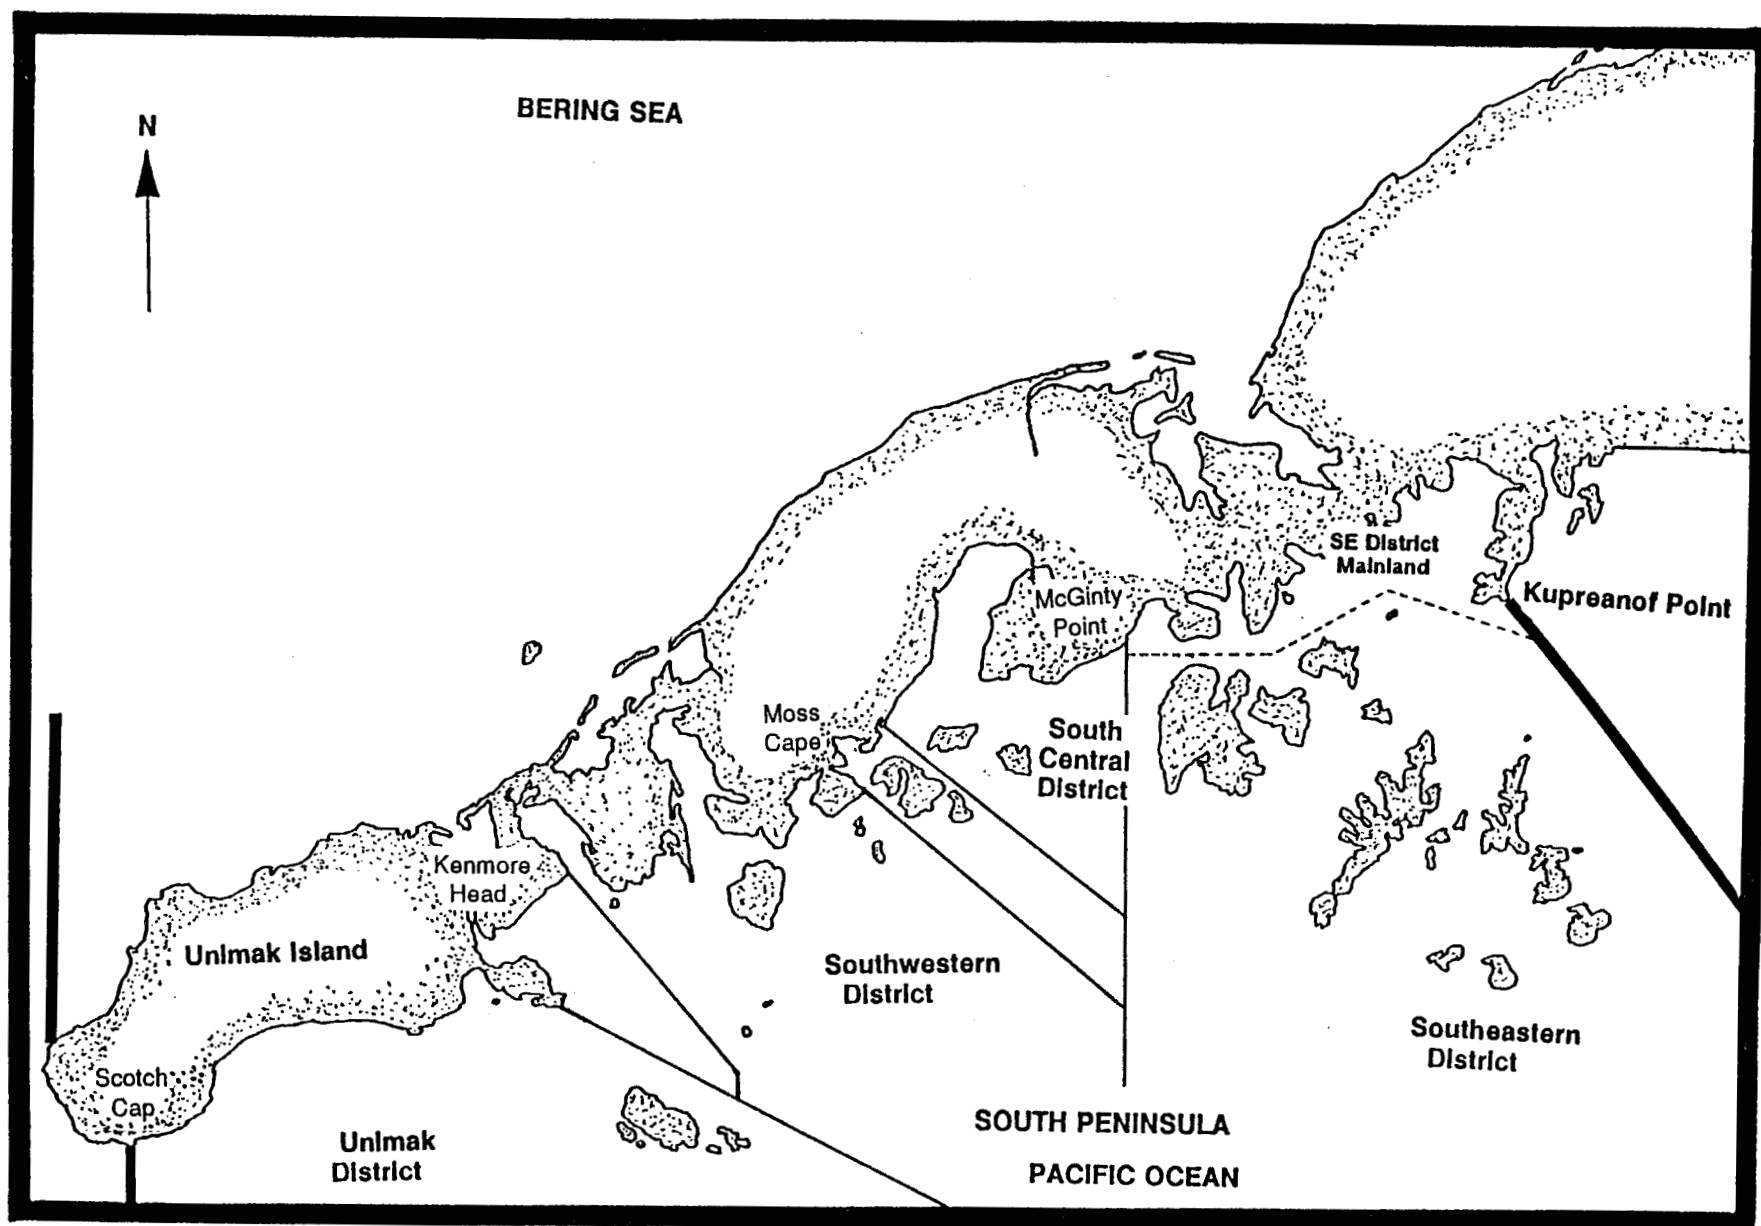 BERING SEA
N
SE District
Mainland
McGinty
Point
Kupreanof Point
Moss
Cape
South
Central
District
Kenmore
Head
Unimak Island
Southwestern
District
Southeastern
District
Scotch
Cap
Unimak
District
SOUTH PENINSULA
PACIFIC OCEAN